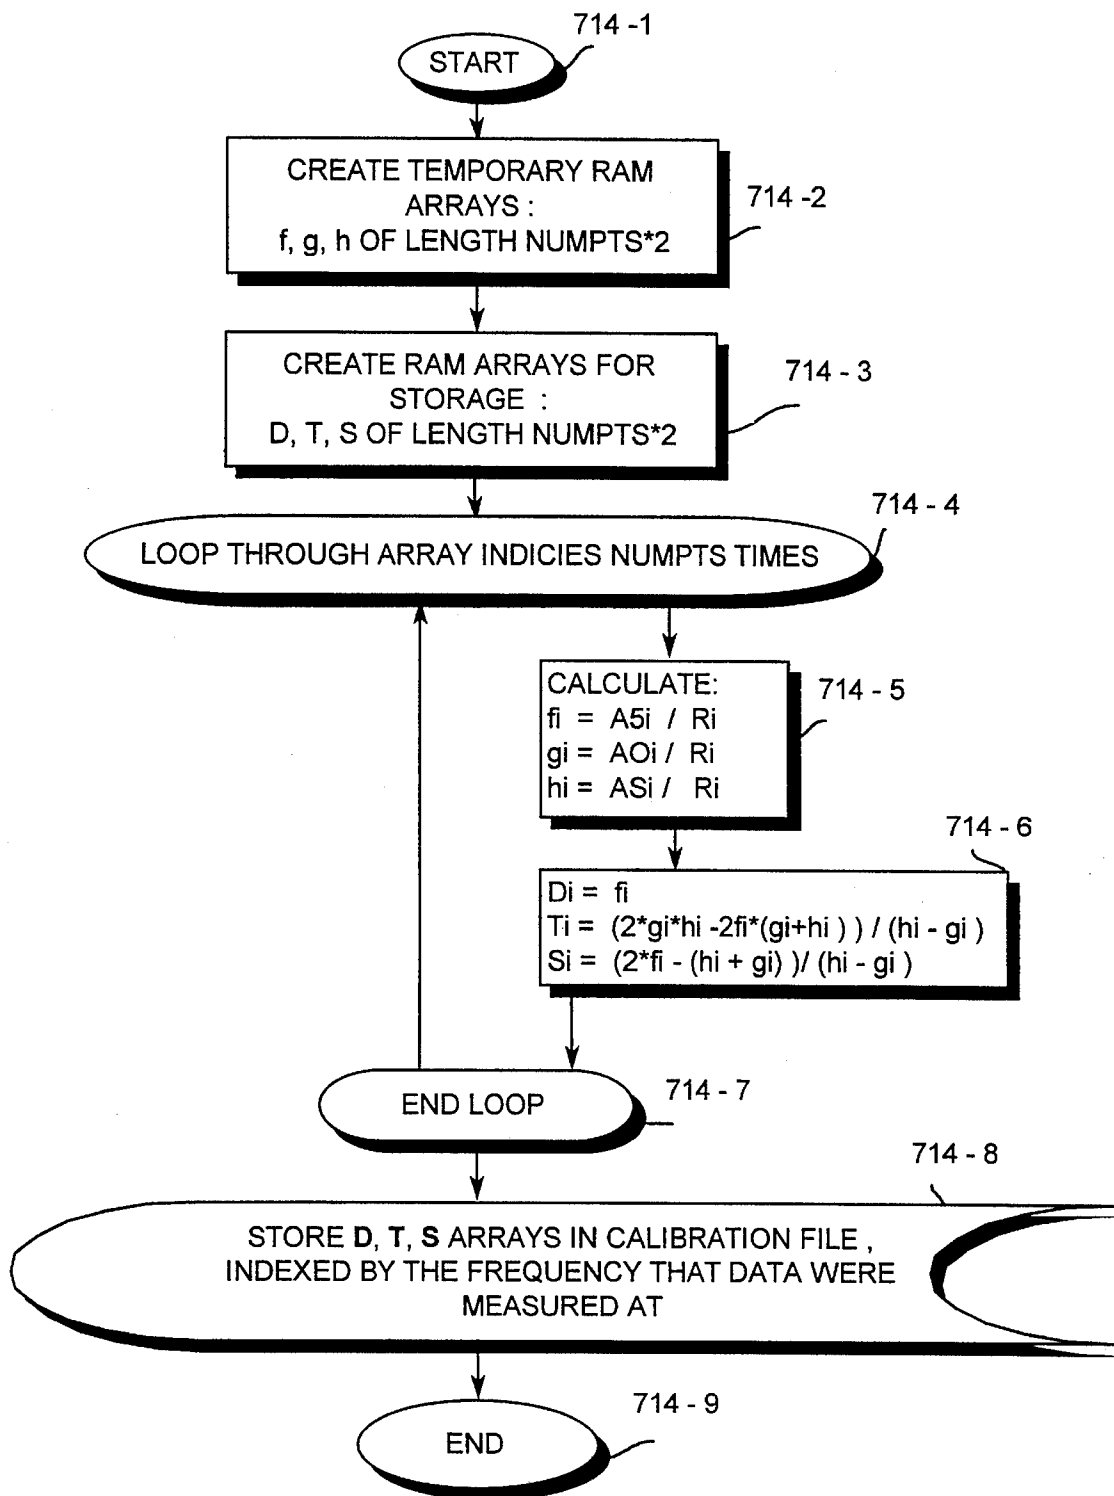 714 -1
START
CREATE TEMPORARY RAM
ARRAYS :
f, g, h OF LENGTH NUMPTS*2
714 -2
CREATE RAM ARRAYS FOR
STORAGE :
D, T, S OF LENGTH NUMPTS*2
714 - 3
714 - 4
LOOP THROUGH ARRAY INDICIES NUMPTS TIMES
CALCULATE:
fi = A5i / Ri
gi = AOi / Ri
hi = ASi / Ri
714 - 5
714 - 6
Di = fi
Ti = (2*gi*hi -2fi*(gi+hi ) ) / (hi - gi )
Si = (2*fi - (hi + gi) )/ (hi - gi )
END LOOP
714 - 7
714 - 8
STORE D, T, S ARRAYS IN CALIBRATION FILE ,
INDEXED BY THE FREQUENCY THAT DATA WERE
MEASURED AT
714 - 9
END